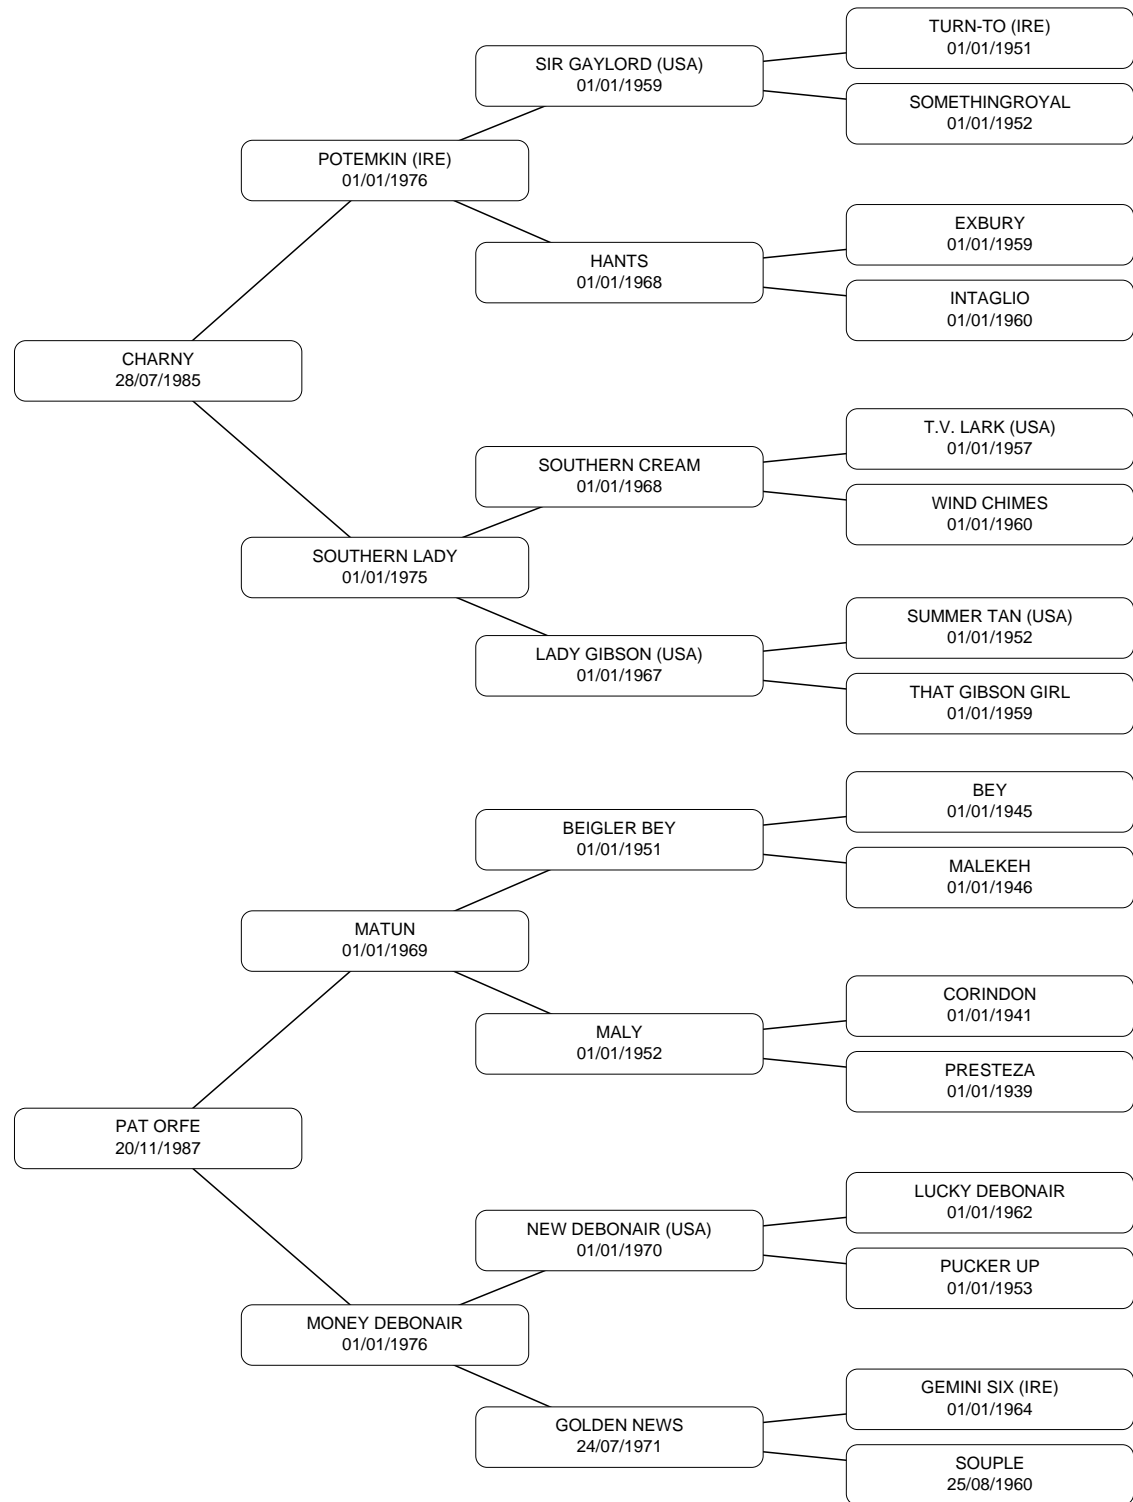 TURN-TO (IRE)
01/01/1951
SIR GAYLORD (USA)
01/01/1959
SOMETHINGROYAL
01/01/1952
POTEMKIN (IRE)
01/01/1976
EXBURY
01/01/1959
HANTS
01/01/1968
INTAGLIO
01/01/1960
CHARNY
28/07/1985
T.V. LARK (USA)
01/01/1957
SOUTHERN CREAM
01/01/1968
WIND CHIMES
01/01/1960
SOUTHERN LADY
01/01/1975
SUMMER TAN (USA)
01/01/1952
LADY GIBSON (USA)
01/01/1967
THAT GIBSON GIRL
01/01/1959
BEY
01/01/1945
BEIGLER BEY
01/01/1951
MALEKEH
01/01/1946
MATUN
01/01/1969
CORINDON
01/01/1941
MALY
01/01/1952
PRESTEZA
01/01/1939
PAT ORFE
20/11/1987
LUCKY DEBONAIR
01/01/1962
NEW DEBONAIR (USA)
01/01/1970
PUCKER UP
01/01/1953
MONEY DEBONAIR
01/01/1976
GEMINI SIX (IRE)
01/01/1964
GOLDEN NEWS
24/07/1971
SOUPLE
25/08/1960